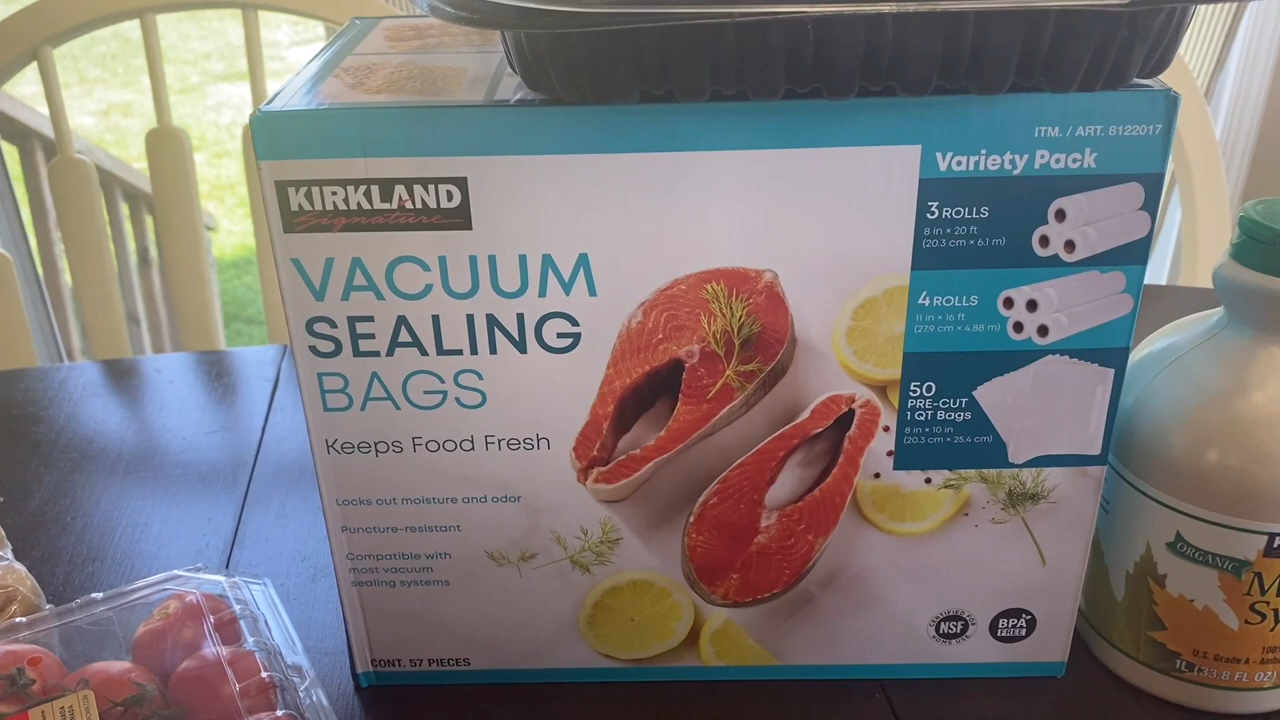 ITM. / ART. 8122017
Variety Pack
KIRKLAND
Signature
VACUUM
SEALING
BAGS
Keeps Food Fresh
Locks out moisture and odor
Puncture-resistant
Compatible with
most vacuum
sealing systems
CONT. 57 PIECES
3 ROLLS
8 in × 20 ft
(20.3 cm × 6.1 m)
4 ROLLS
11 in × 16 ft
(27.9 cm × 4.88 m)
50
PRE-CUT
1 QT Bags
8 in × 10 in
(20.3 cm × 25.4 cm)
CERTIFIED FOR
NSF
HOME USE
BPA
FREE
ORGANIC
U.S. Grade A
1L (33.8 FL OZ)